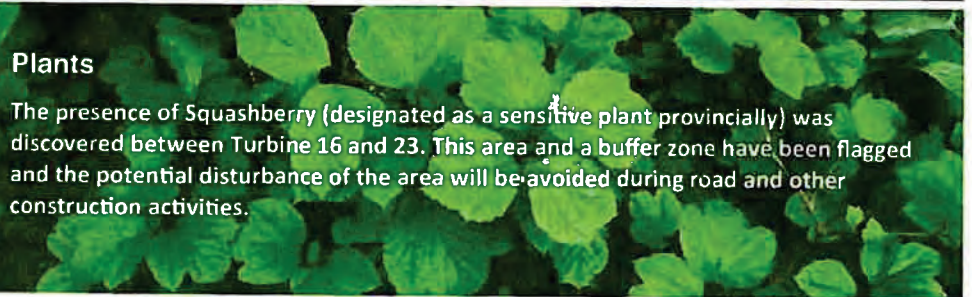 Plants
The presence of Squashberry (designated as a sensitive plant provincially) was
discovered between Turbine 16 and 23. This area and a buffer zone have been flagged
and the potential disturbance of the area will be avoided during road and other
construction activities.